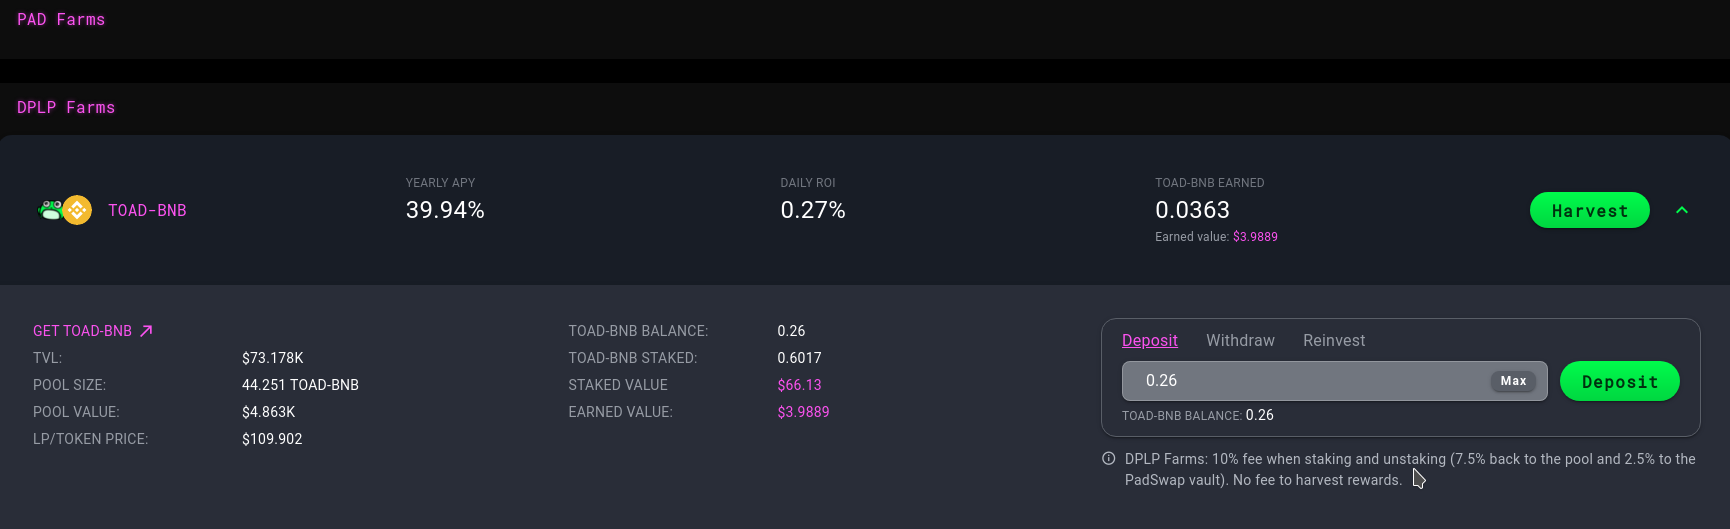 PAD Farms
DPLP Farms
TOAD-BNB
YEARLY APY
39.94%
DAILY ROI
0.27%
TOAD-BNB EARNED
0.0363
Earned value: $3.9889
Harvest
GET TOAD-BNB
TVL: $73.178K
POOL SIZE: 44.251 TOAD-BNB
POOL VALUE: $4.863K
LP/TOKEN PRICE: $109.902
TOAD-BNB BALANCE: 0.26
TOAD-BNB STAKED: 0.6017
STAKED VALUE $66.13
EARNED VALUE: $3.9889
Deposit Withdraw Reinvest
0.26 Max Deposit
TOAD-BNB BALANCE: 0.26
DPLP Farms: 10% fee when staking and unstaking (7.5% back to the pool and 2.5% to the
PadSwap vault). No fee to harvest rewards.